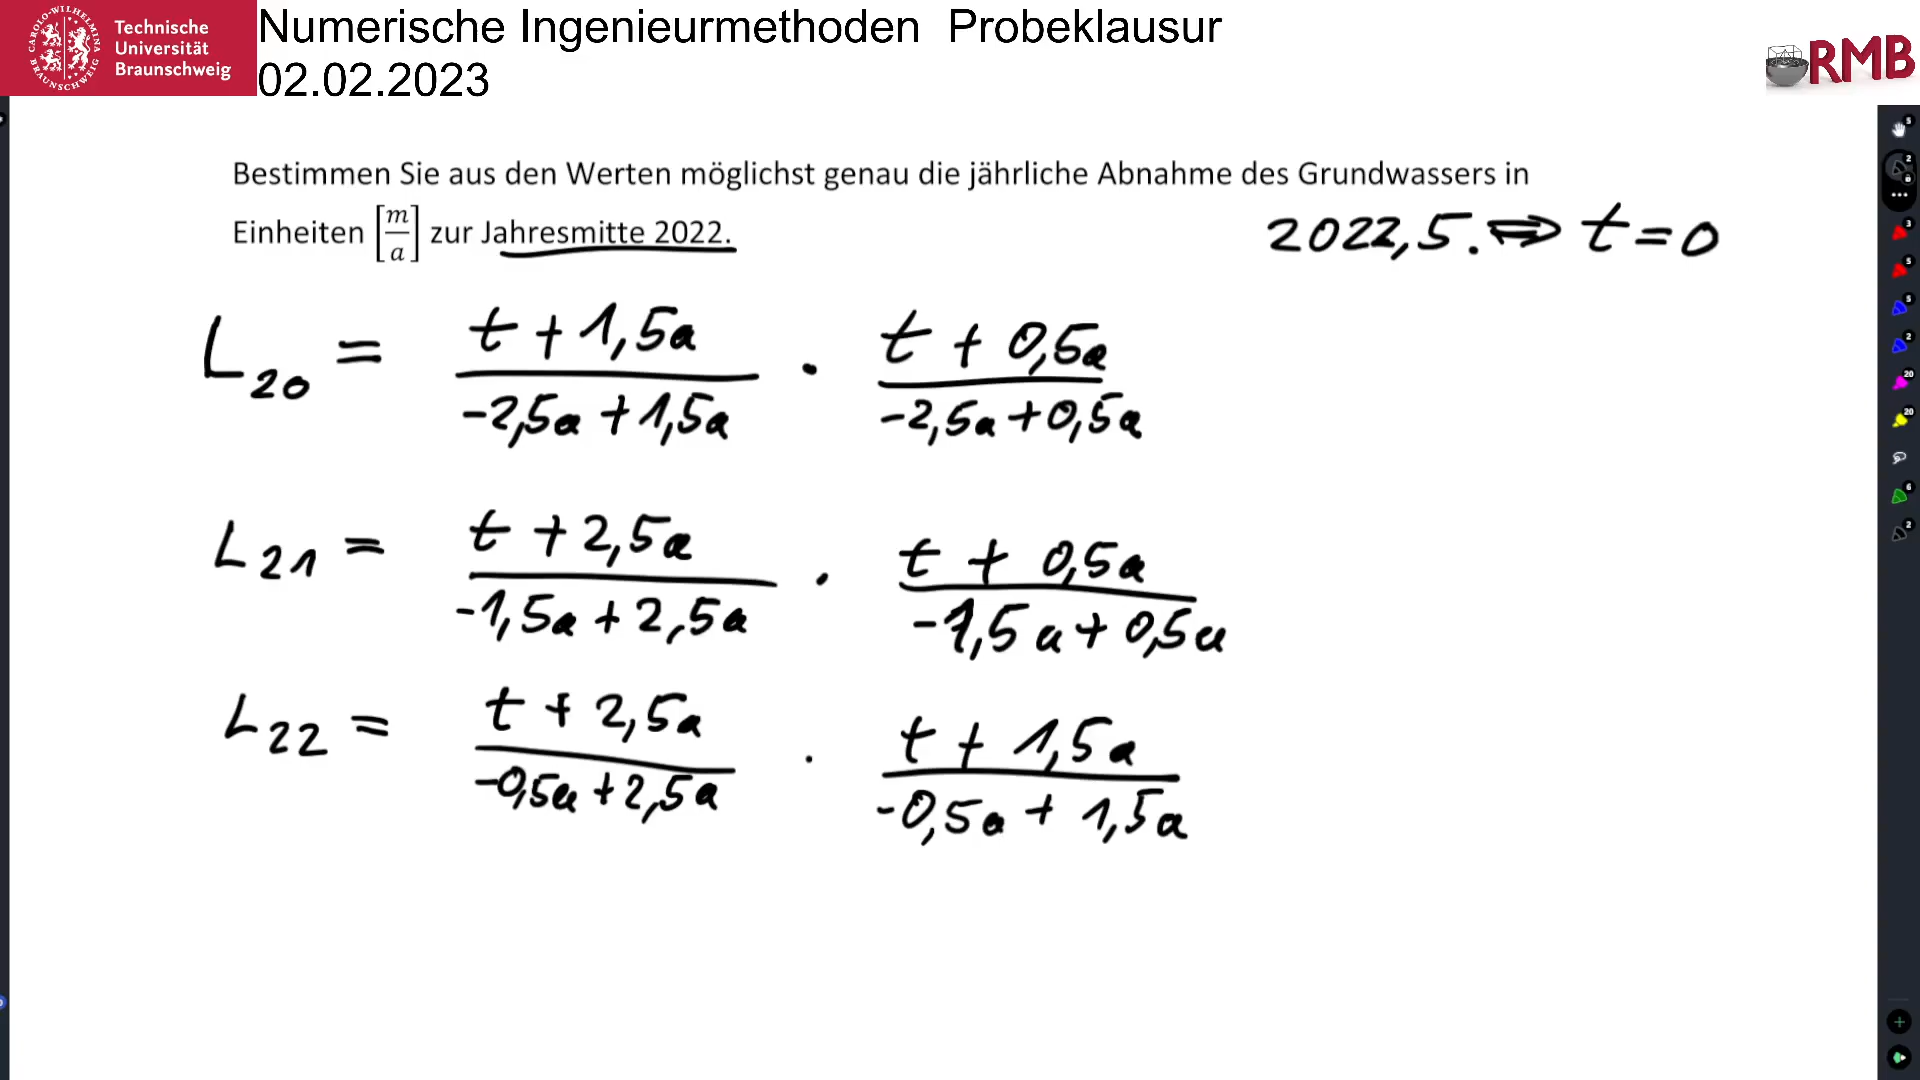 Technische
Universität
Braunschweig
Numerische Ingenieurmethoden Probeklausur
02.02.2023
RMB
Bestimmen Sie aus den Werten möglichst genau die jährliche Abnahme des Grundwassers in
Einheiten [m/a] zur Jahresmitte 2022.
2022,5. ⇔ t=0
L20 = (t + 1,5a)/(-2,5a + 1,5a) · (t + 0,5a)/(-2,5a + 0,5a)
L21 = (t + 2,5a)/(-1,5a + 2,5a) · (t + 0,5a)/(-1,5a + 0,5a)
L22 = (t + 2,5a)/(-0,5a + 2,5a) · (t + 1,5a)/(-0,5a + 1,5a)